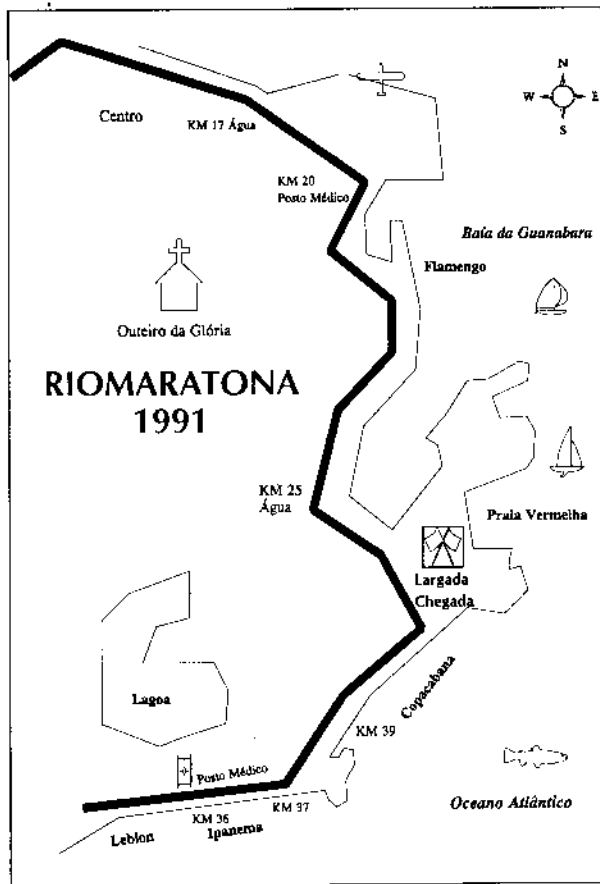 N
W E
S
Centro
KM 17 Água
KM 20
Posto Médico
Baía da Guanabara
Flamengo
Outeiro da Glória
RIOMARATONA
1991
KM 25
Água
Praia Vermelha
Largada
Chegada
Copacabana
Lagoa
KM 39
Posto Médico
KM 37
KM 36
Ipanema
Leblon
Oceano Atlântico